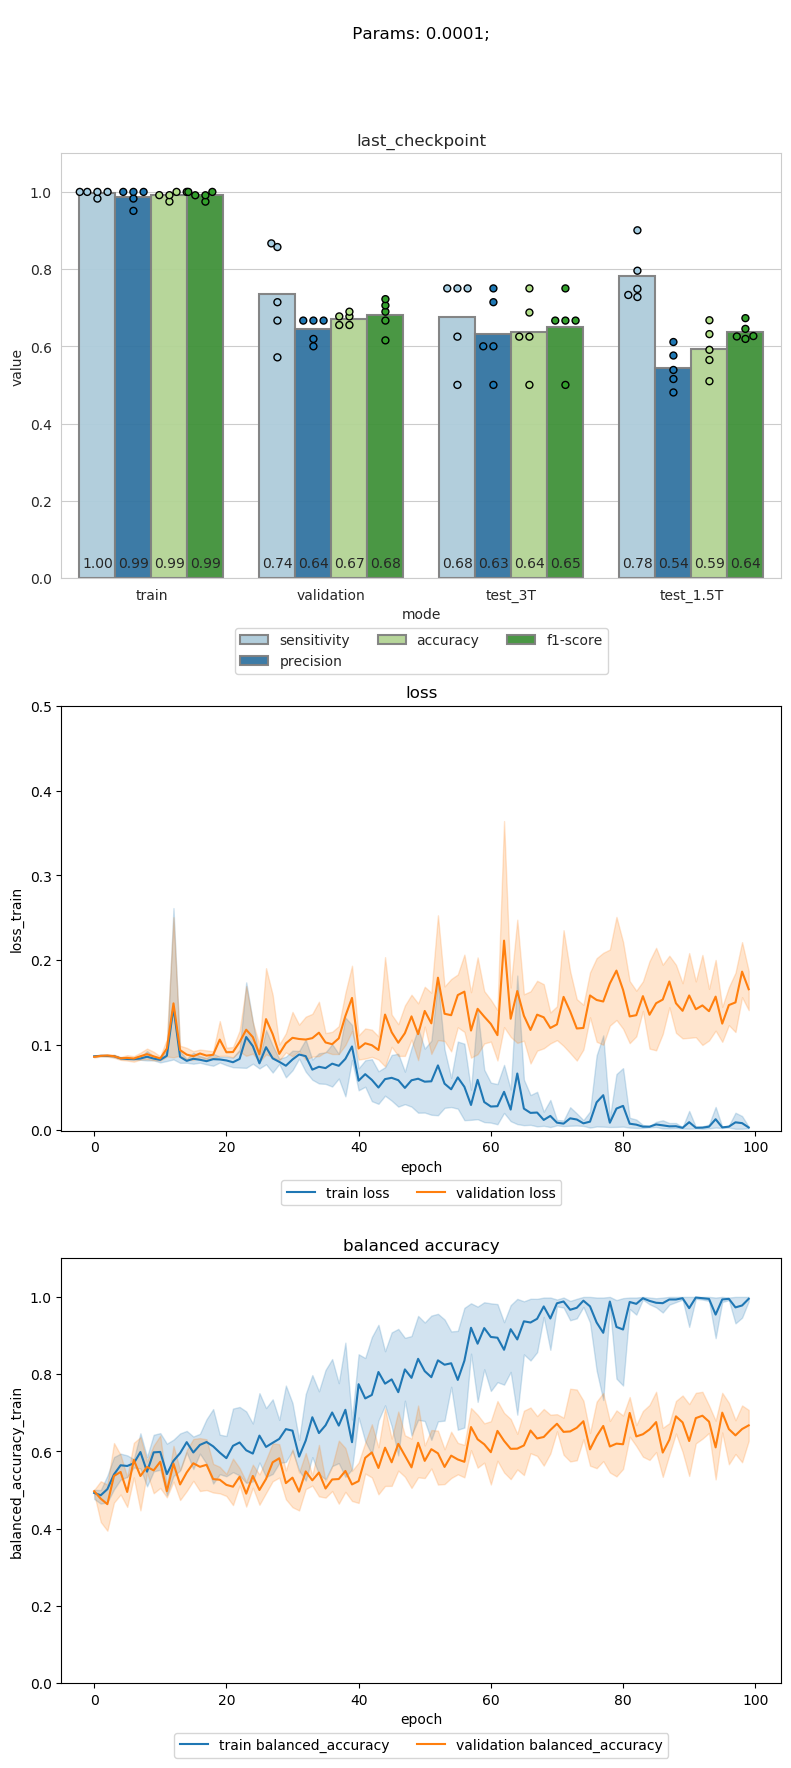 Params: 0.0001;
last_checkpoint
value
1.0
0.8
0.6
0.4
0.2
0.0
1.00 0.99 0.99 0.99 0.74 0.64 0.67 0.68 0.68 0.63 0.64 0.65 0.78 0.54 0.59 0.64
train validation test_3T test_1.5T
mode
sensitivity accuracy f1-score
precision
loss
loss_train
0.5
0.4
0.3
0.2
0.1
0.0
0 20 40 60 80 100
epoch
train loss validation loss
balanced accuracy
balanced_accuracy_train
1.0
0.8
0.6
0.4
0.2
0.0
0 20 40 60 80 100
epoch
train balanced_accuracy validation balanced_accuracy